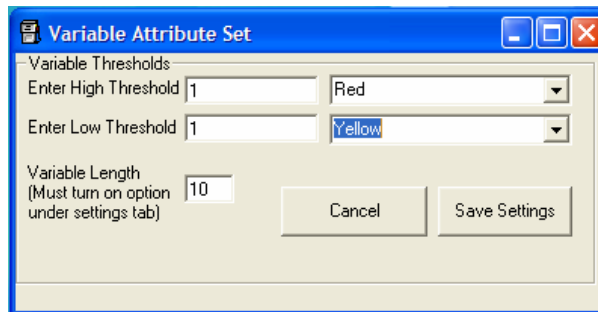 Variable Attribute Set
Variable Thresholds
Enter High Threshold 1 Red
Enter Low Threshold 1 Yellow
Variable Length
(Must turn on option 10
under settings tab)
Cancel Save Settings